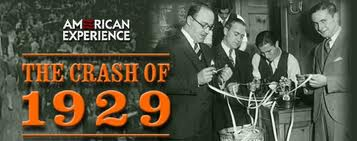 AMERICAN
EXPERIENCE
THE CRASH OF
1929